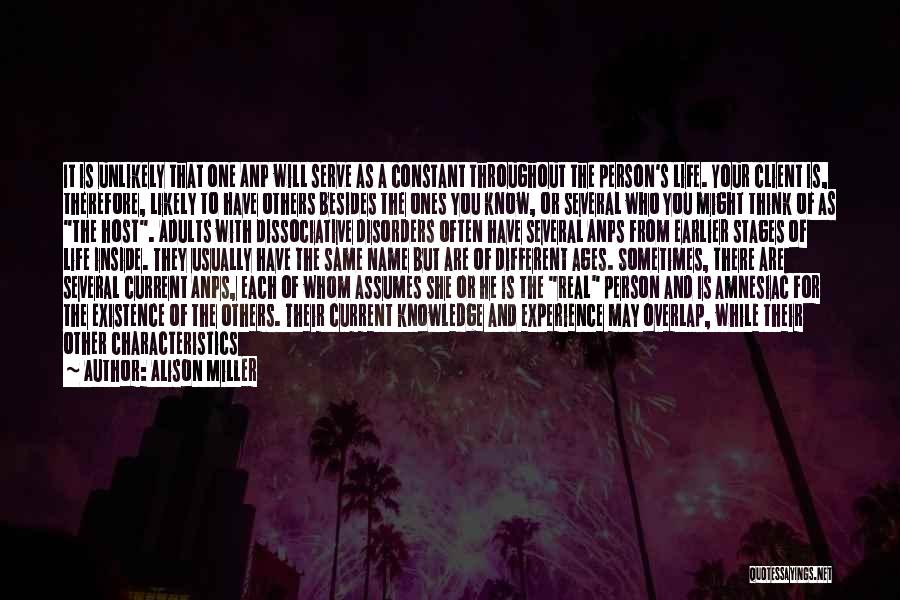 IT IS UNLIKELY THAT ONE ANP WILL SERVE AS A CONSTANT THROUGHOUT THE PERSON'S LIFE. YOUR CLIENT IS,
THEREFORE, LIKELY TO HAVE OTHERS BESIDES THE ONES YOU KNOW, OR SEVERAL WHO YOU MIGHT THINK OF AS
"THE HOST". ADULTS WITH DISSOCIATIVE DISORDERS OFTEN HAVE SEVERAL ANPS FROM EARLIER STAGES OF
LIFE INSIDE. THEY USUALLY HAVE THE SAME NAME BUT ARE OF DIFFERENT AGES. SOMETIMES, THERE ARE
SEVERAL CURRENT ANPS, EACH OF WHOM ASSUMES SHE OR HE IS THE "REAL" PERSON AND IS AMNESIAC FOR
THE EXISTENCE OF THE OTHERS. THEIR CURRENT KNOWLEDGE AND EXPERIENCE MAY OVERLAP, WHILE THEIR
OTHER CHARACTERISTICS
~ AUTHOR: ALISON MILLER
QUOTESSAYINGS.NET